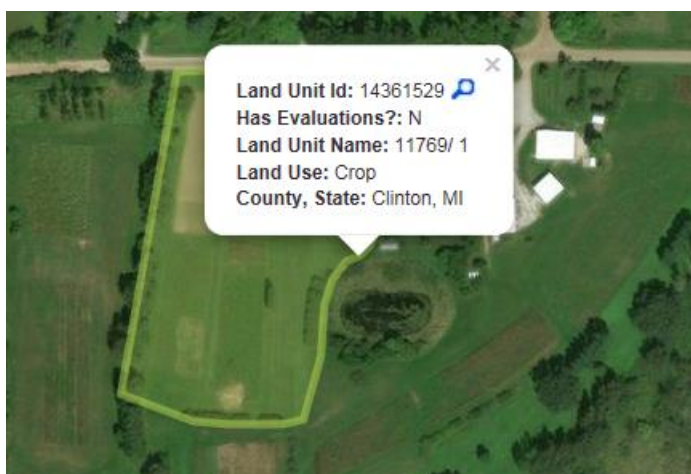 Land Unit Id: 14361529
Has Evaluations?: N
Land Unit Name: 11769/ 1
Land Use: Crop
County, State: Clinton, MI